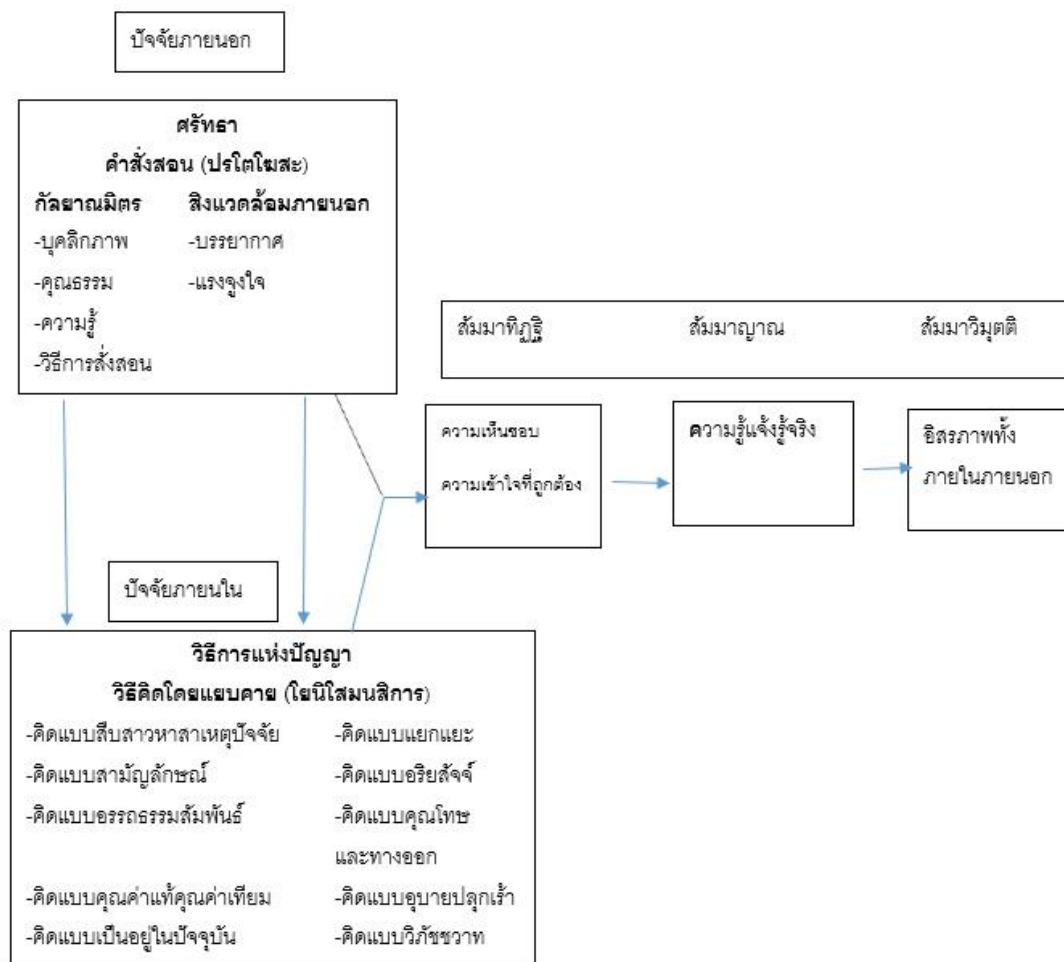 ปัจจัยภายนอก
ศรัทธา
คำสั่งสอน (ปรโตโฆสะ)
กัลยาณมิตร สิ่งแวดล้อมภายนอก
-บุคลิกภาพ -บรรยากาศ
-คุณธรรม -แรงจูงใจ
-ความรู้
-วิธีการสั่งสอน
สัมมาทิฏฐิ สัมมาญาณ สัมมาวิมุตติ
ความเห็นชอบ
ความเข้าใจที่ถูกต้อง
ความรู้แจ้งรู้จริง
อิสรภาพทั้ง
ภายในภายนอก
ปัจจัยภายนใน
วิธีการแห่งปัญญา
วิธีคิดโดยแยบคาย (โยนิโสมนสิการ)
-คิดแบบสืบสาวหาสาเหตุปัจจัย -คิดแบบแยกแยะ
-คิดแบบสามัญลักษณ์ -คิดแบบอริยสัจจ์
-คิดแบบอรรถธรรมสัมพันธ์ -คิดแบบคุณโทษ
และทางออก
-คิดแบบคุณค่าแท้คุณค่าเทียม -คิดแบบอุบายปลุกเร้า
-คิดแบบเป็นอยู่ในปัจจุบัน -คิดแบบวิภัชชวาท